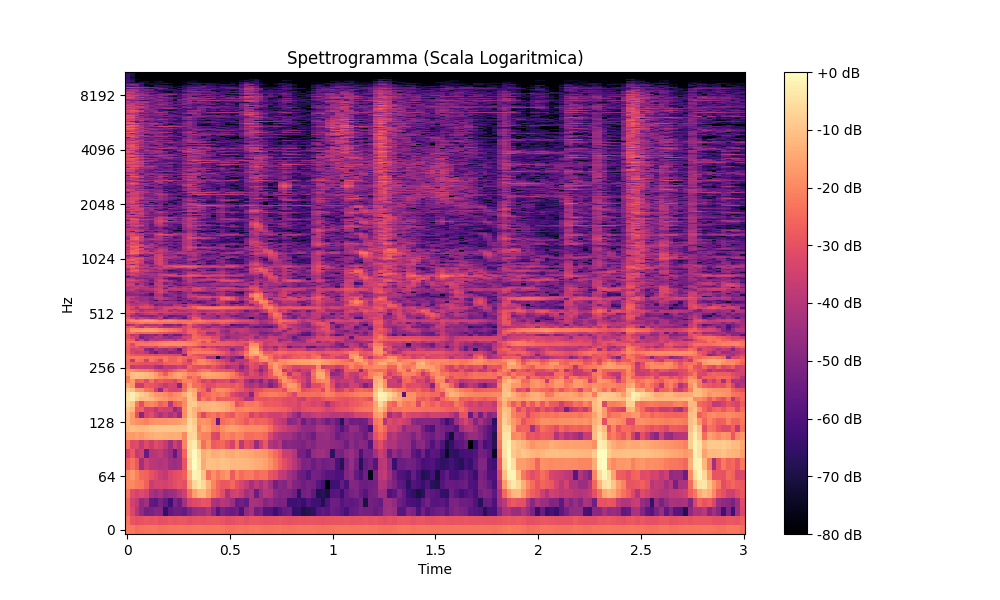 Spettrogramma (Scala Logaritmica)
Hz
8192
4096
2048
1024
512
256
128
64
0
0
0.5
1
1.5
2
2.5
3
Time
+0 dB
-10 dB
-20 dB
-30 dB
-40 dB
-50 dB
-60 dB
-70 dB
-80 dB